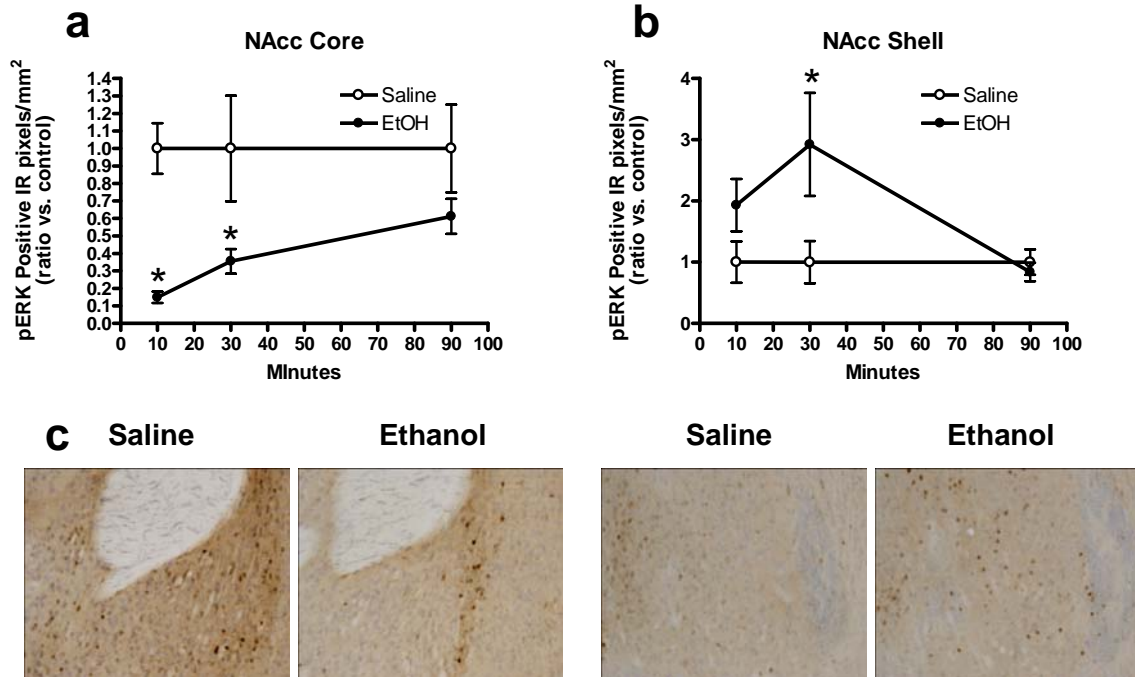 a
NAcc Core
pERK Positive IR pixels/mm²
(ratio vs. control)
1.4
1.3
1.2
1.1
1.0
0.9
0.8
0.7
0.6
0.5
0.4
0.3
0.2
0.1
0.0
Saline
EtOH
*
*
0 10 20 30 40 50 60 70 80 90 100
MInutes
b
NAcc Shell
pERK Positive IR pixels/mm²
(ratio vs. control)
4
3
2
1
0
*
Saline
EtOH
0 10 20 30 40 50 60 70 80 90 100
Minutes
c Saline Ethanol Saline Ethanol